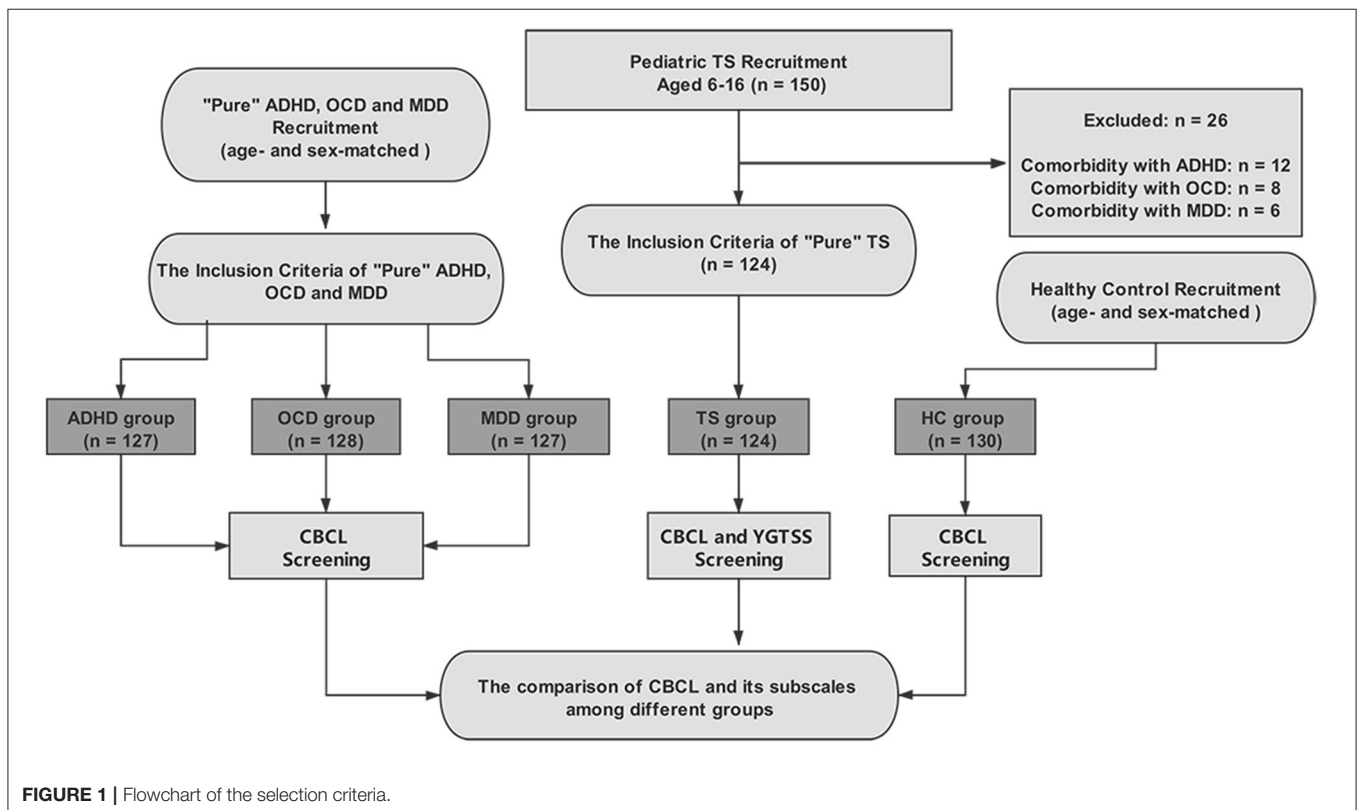 Pediatric TS Recruitment
Aged 6-16 (n = 150)
"Pure" ADHD, OCD and MDD
Recruitment
(age- and sex-matched )
Excluded: n = 26
Comorbidity with ADHD: n = 12
Comorbidity with OCD: n = 8
Comorbidity with MDD: n = 6
The Inclusion Criteria of "Pure" ADHD,
OCD and MDD
The Inclusion Criteria of "Pure" TS
(n = 124)
Healthy Control Recruitment
(age- and sex-matched )
ADHD group
(n = 127)
OCD group
(n = 128)
MDD group
(n = 127)
TS group
(n = 124)
HC group
(n = 130)
CBCL
Screening
CBCL and YGTSS
Screening
CBCL
Screening
The comparison of CBCL and its subscales
among different groups
FIGURE 1 | Flowchart of the selection criteria.